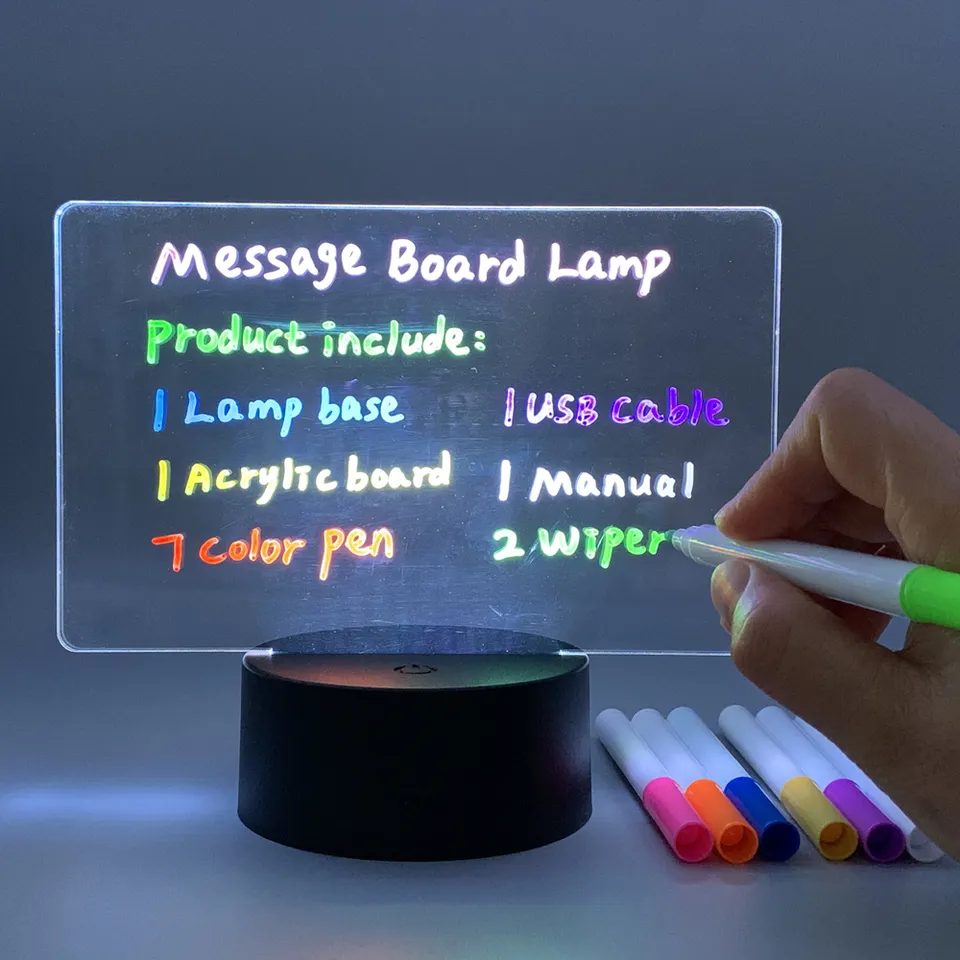 Message Board Lamp
Product include:
1 Lamp base
1 USB cable
1 Acrylic board
1 Manual
7 color pen
2 wiper